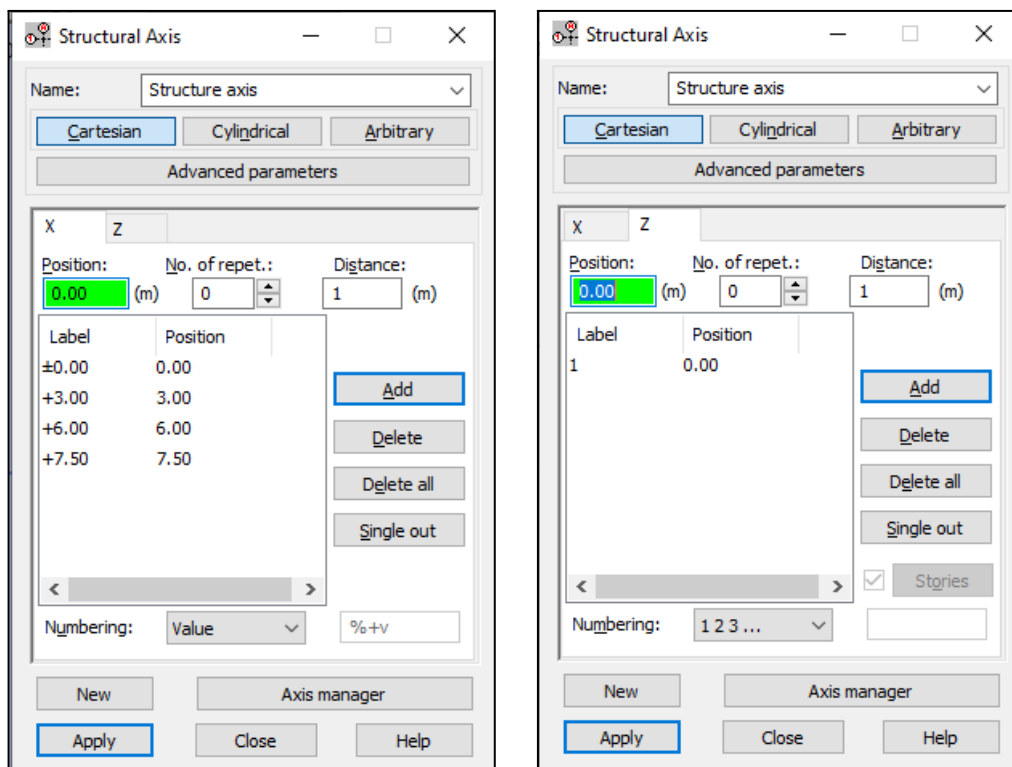 Structural Axis
Name: Structure axis
Cartesian Cylindrical Arbitrary
Advanced parameters
X Z
Position: No. of repet.: Distance:
0.00 (m) 0 1 (m)
Label Position
±0.00 0.00
+3.00 3.00
+6.00 6.00
+7.50 7.50
Add
Delete
Delete all
Single out
Numbering: Value %+v
New Axis manager
Apply Close Help
Structural Axis
Name: Structure axis
Cartesian Cylindrical Arbitrary
Advanced parameters
X Z
Position: No. of repet.: Distance:
0.00 (m) 0 1 (m)
Label Position
1 0.00
Add
Delete
Delete all
Single out
Stories
Numbering: 1 2 3 ...
New Axis manager
Apply Close Help